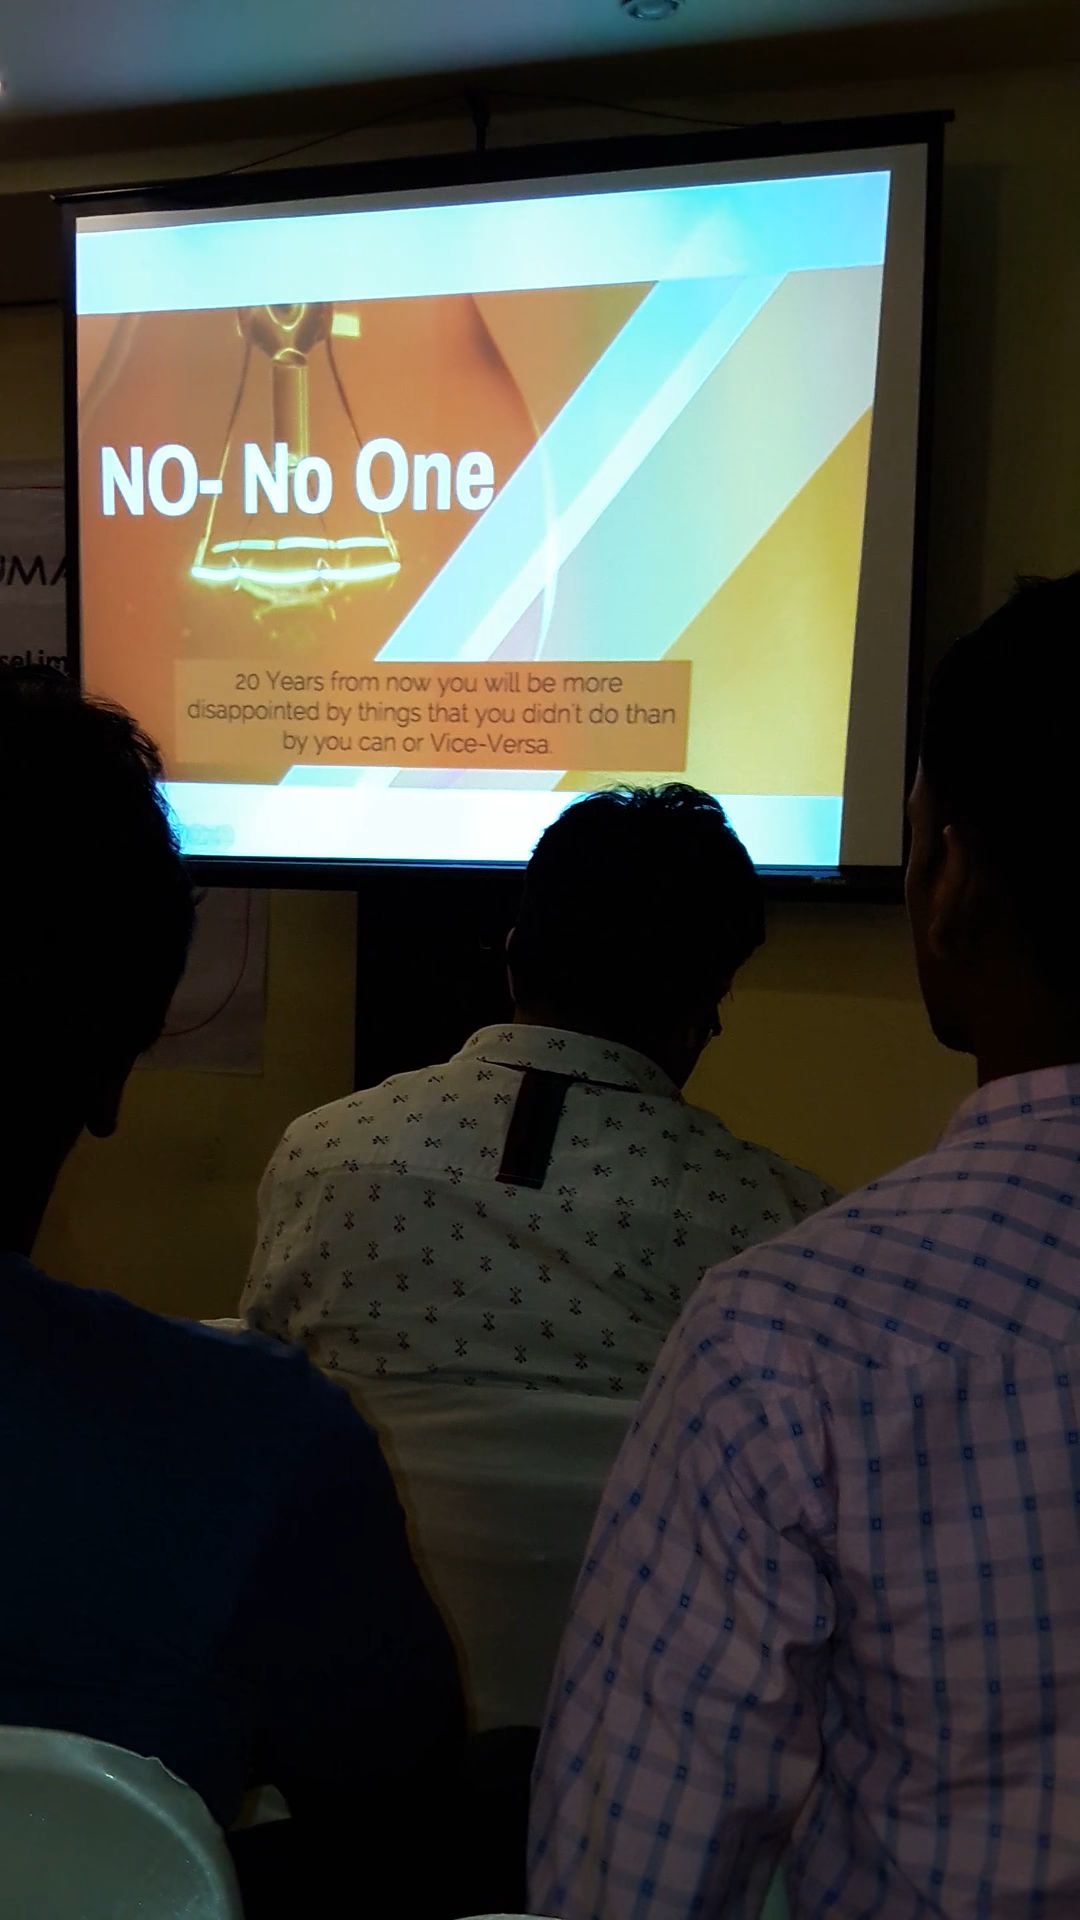 NO- No One
20 Years from now you will be more
disappointed by things that you didn't do than
by you can or Vice-Versa.